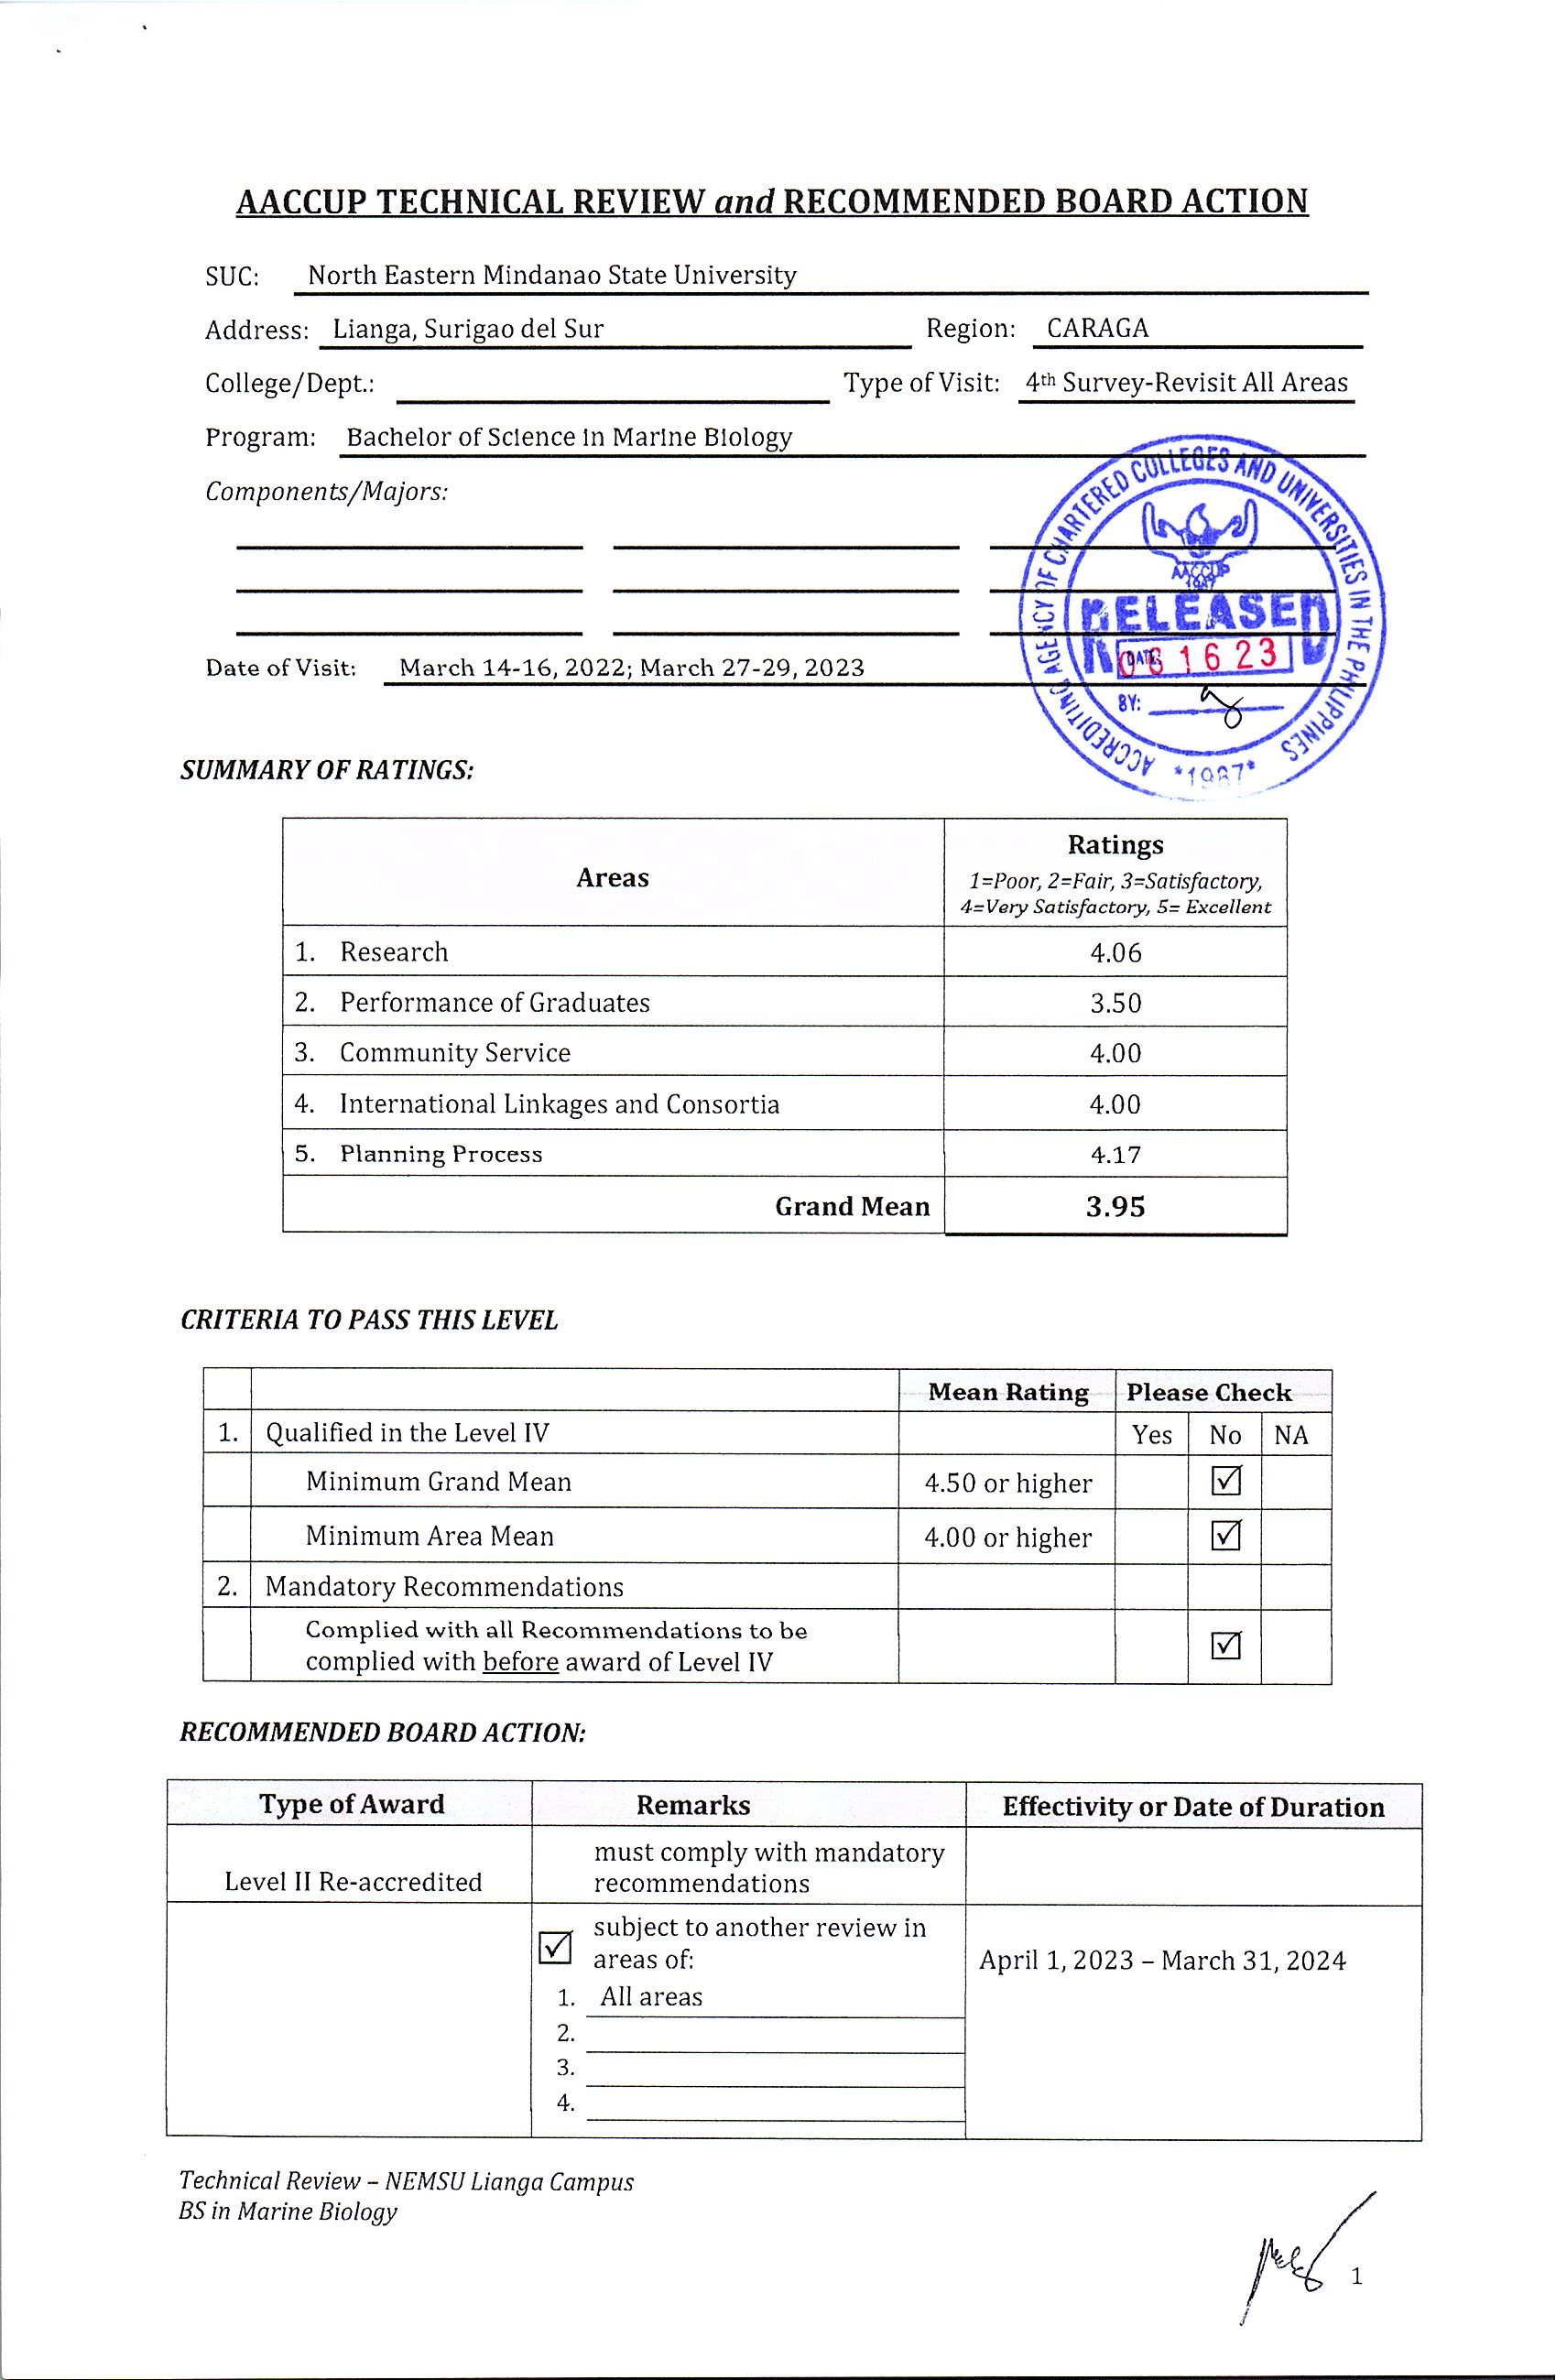 AACCUP TECHNICAL REVIEW and RECOMMENDED BOARD ACTION
SUC: North Eastern Mindanao State University
Address: Lianga, Surigao del Sur Region: CARAGA
College/Dept.: Type of Visit: 4th Survey-Revisit All Areas
Program: Bachelor of Science in Marine Biology
Components/Majors:
ACCREDITING AGENCY OF CHARTERED COLLEGES AND UNIVERSITIES IN THE PHILIPPINES
AACCUP
1987
RELEASED
DATE: 06 16 23
BY:
*1987*
Date of Visit: March 14-16, 2022; March 27-29, 2023
SUMMARY OF RATINGS:
Areas Ratings
1=Poor, 2=Fair, 3=Satisfactory,
4=Very Satisfactory, 5= Excellent
1. Research 4.06
2. Performance of Graduates 3.50
3. Community Service 4.00
4. International Linkages and Consortia 4.00
5. Planning Process 4.17
Grand Mean 3.95
CRITERIA TO PASS THIS LEVEL
Mean Rating Please Check
1. Qualified in the Level IV Yes No NA
Minimum Grand Mean 4.50 or higher ☑
Minimum Area Mean 4.00 or higher ☑
2. Mandatory Recommendations
Complied with all Recommendations to be
complied with before award of Level IV ☑
RECOMMENDED BOARD ACTION:
Type of Award Remarks Effectivity or Date of Duration
Level II Re-accredited must comply with mandatory
recommendations
☑ subject to another review in
areas of: April 1, 2023 – March 31, 2024
1. All areas
2.
3.
4.
Technical Review – NEMSU Lianga Campus
BS in Marine Biology
1